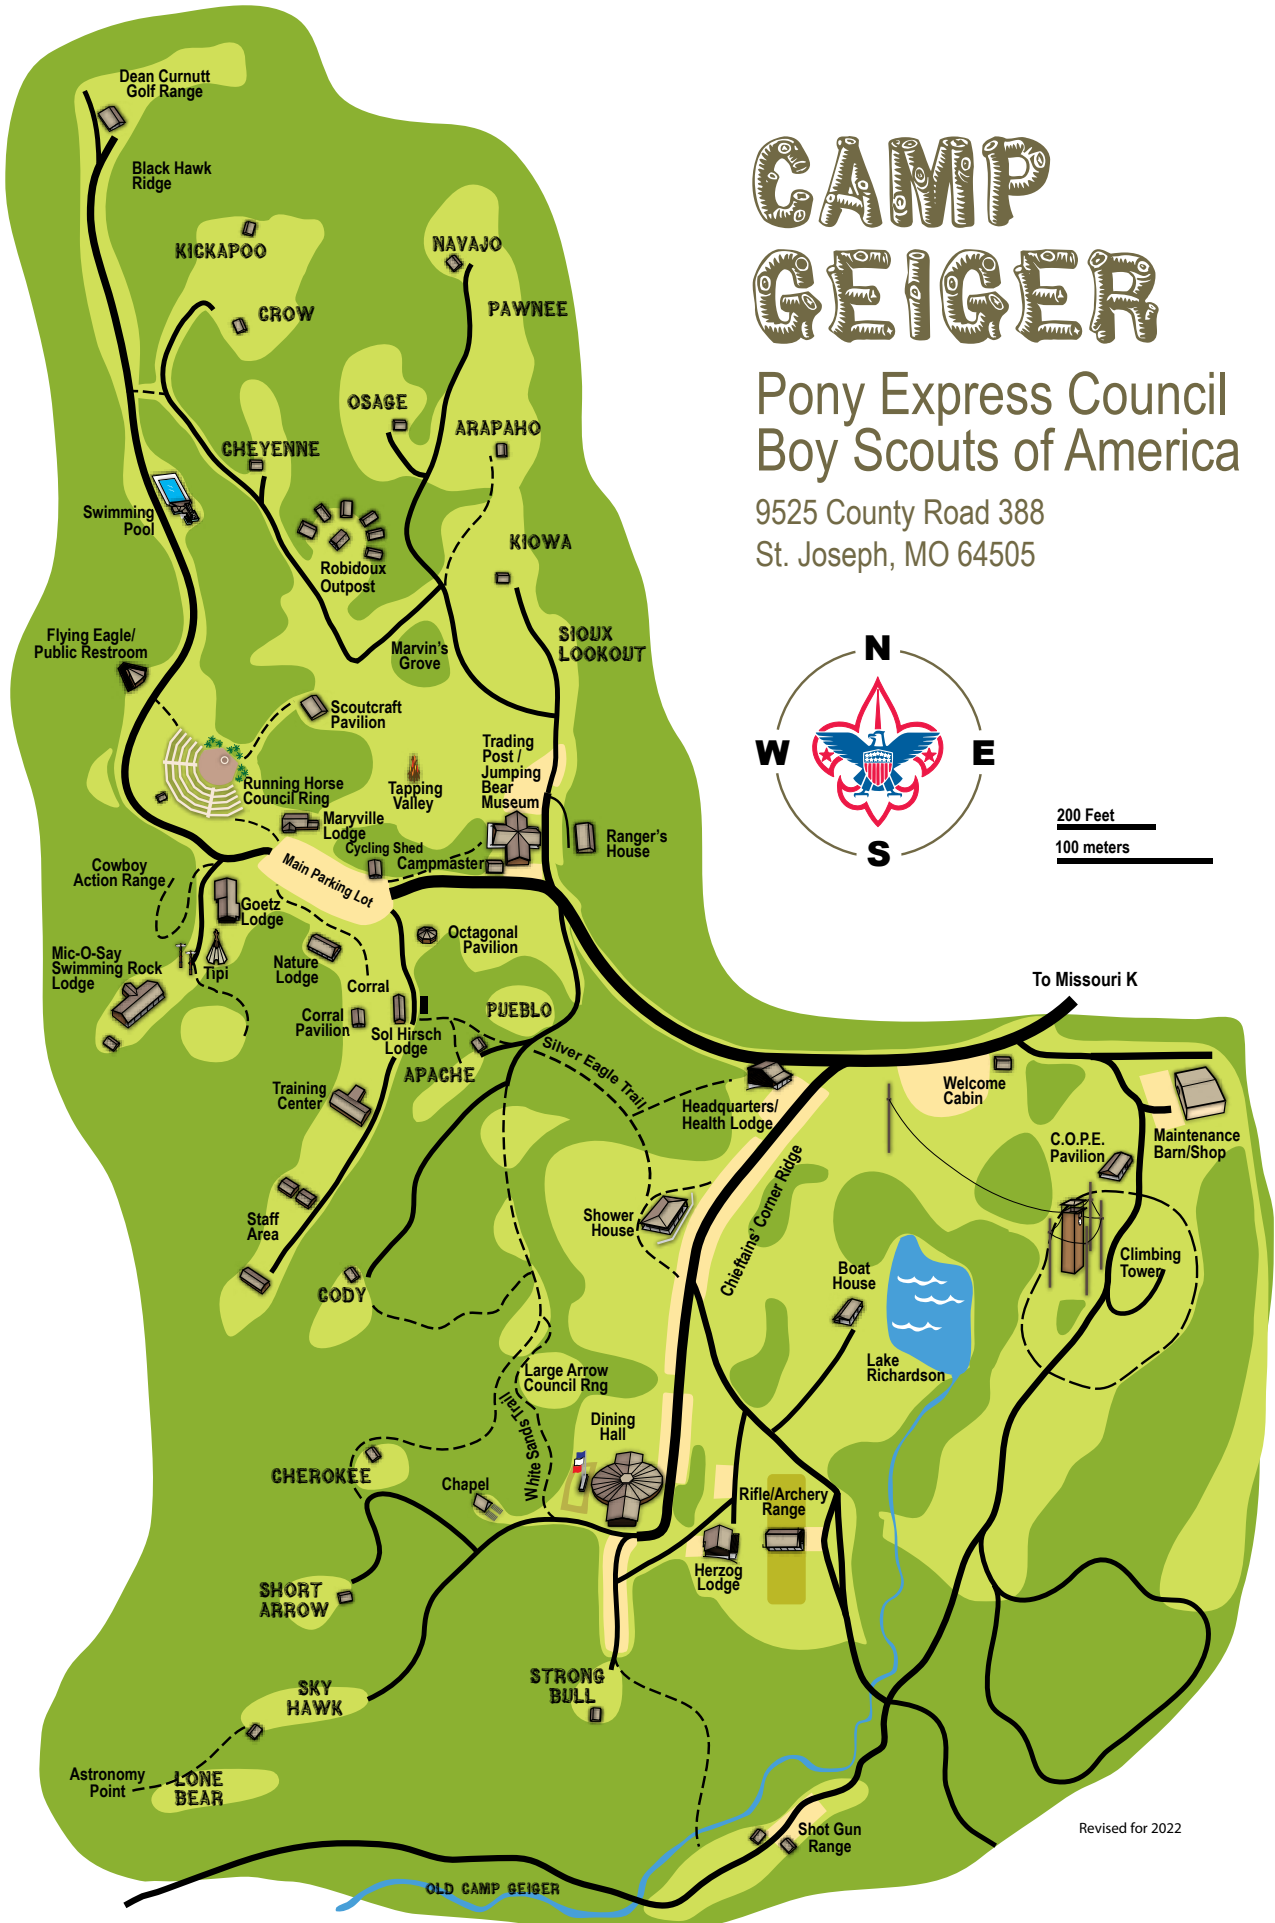 CAMP
GEIGER
Pony Express Council
Boy Scouts of America
9525 County Road 388
St. Joseph, MO 64505
N
W
E
S
200 Feet
100 meters
Dean Curnutt
Golf Range
Black Hawk
Ridge
KICKAPOO
NAVAJO
CROW
PAWNEE
OSAGE
ARAPAHO
CHEYENNE
Swimming
Pool
KIOWA
Robidoux
Outpost
Flying Eagle/
Public Restroom
Marvin's
Grove
SIOUX
LOOKOUT
Scoutcraft
Pavilion
Trading
Post /
Jumping
Bear
Museum
Running Horse
Council Ring
Tapping
Valley
Maryville
Lodge
Cycling Shed
Campmaster
Ranger's
House
Main Parking Lot
Cowboy
Action Range
Goetz
Lodge
Octagonal
Pavilion
Mic-O-Say
Swimming Rock
Lodge
Tipi
Nature
Lodge
Corral
Corral
Pavilion
Sol Hirsch
Lodge
PUEBLO
To Missouri K
APACHE
Silver Eagle Trail
Training
Center
Headquarters/
Health Lodge
Welcome
Cabin
C.O.P.E.
Pavilion
Maintenance
Barn/Shop
Staff
Area
Shower
House
Chieftains' Corner Ridge
Climbing
Tower
Boat
House
CODY
Lake
Richardson
Large Arrow
Council Rng
White Sands Trail
Dining
Hall
CHEROKEE
Chapel
Rifle/Archery
Range
Herzog
Lodge
SHORT
ARROW
SKY
HAWK
STRONG
BULL
Astronomy
Point
LONE
BEAR
Shot Gun
Range
Revised for 2022
OLD CAMP GEIGER